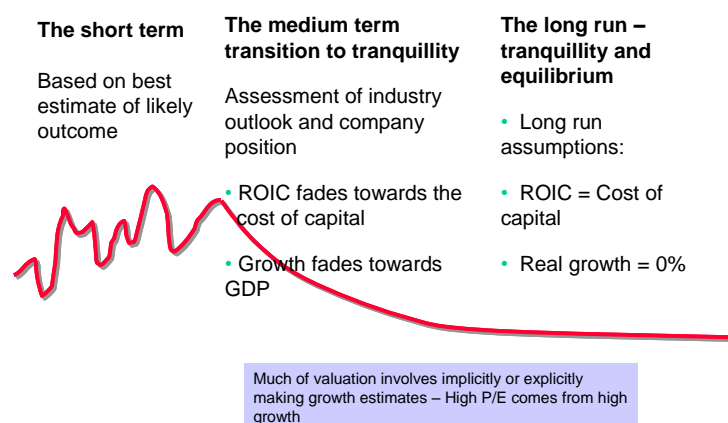 The short term
Based on best
estimate of likely
outcome
The medium term
transition to tranquillity
Assessment of industry
outlook and company
position
• ROIC fades towards the
cost of capital
• Growth fades towards
GDP
The long run –
tranquillity and
equilibrium
• Long run
assumptions:
• ROIC = Cost of
capital
• Real growth = 0%
Much of valuation involves implicitly or explicitly
making growth estimates – High P/E comes from high
growth